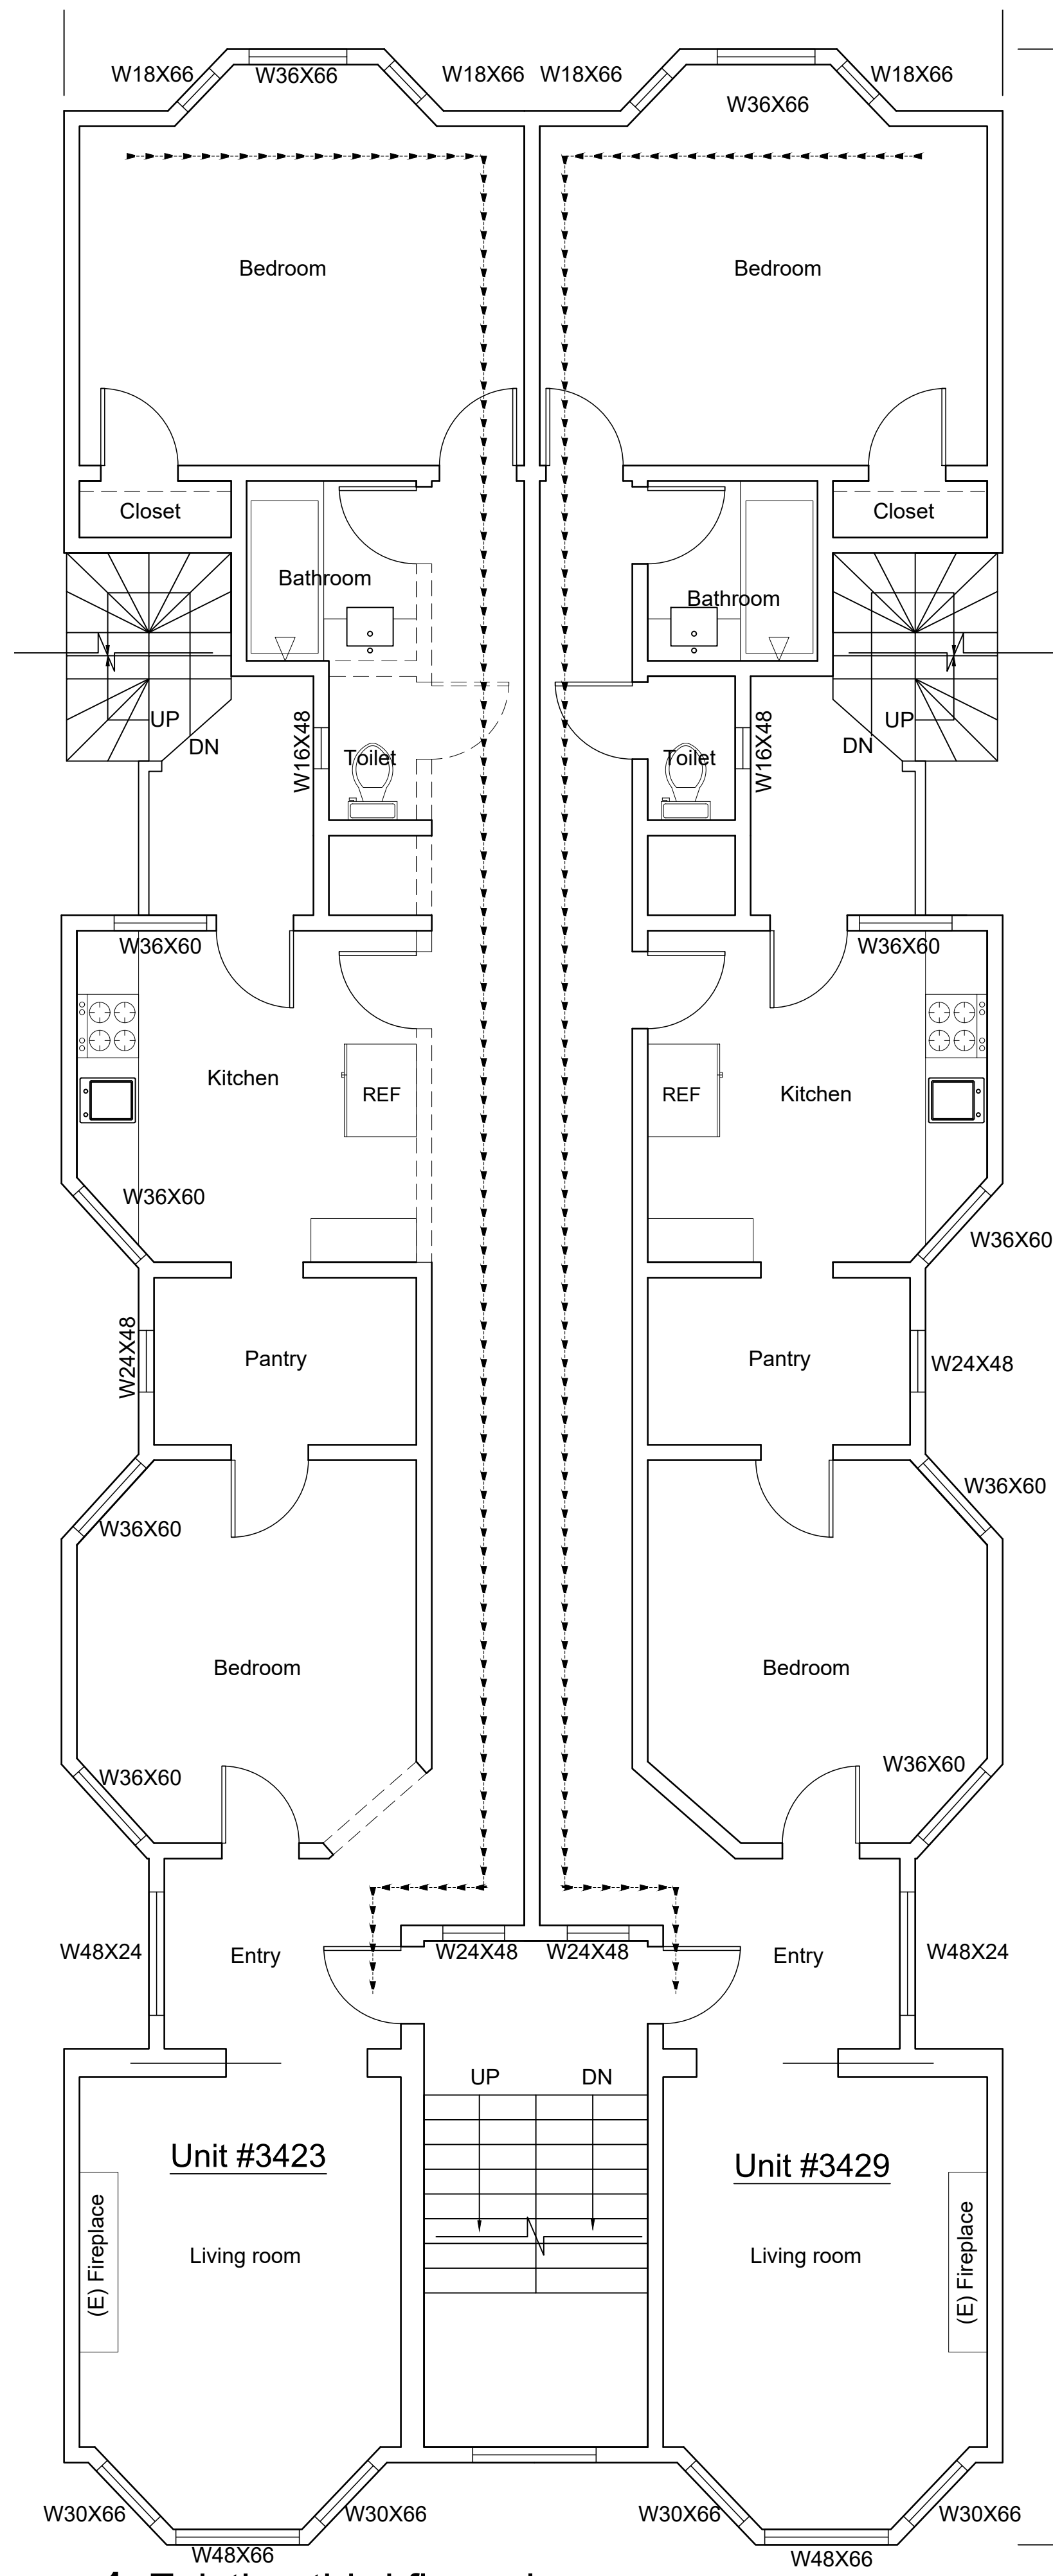 W18X66
W36X66
W18X66
W18X66
W36X66
W18X66
Bedroom
Bedroom
Closet
Closet
Bathroom
Bathroom
UP
DN
W16X48
Toilet
Toilet
W16X48
UP
DN
W36X60
W36X60
Kitchen
REF
REF
Kitchen
W36X60
W36X60
W24X48
Pantry
Pantry
W24X48
W36X60
W36X60
Bedroom
Bedroom
W36X60
W36X60
W48X24
Entry
W24X48
W24X48
Entry
W48X24
UP
DN
Unit #3423
Unit #3429
(E) Fireplace
Living room
Living room
(E) Fireplace
W30X66
W30X66
W30X66
W30X66
W48X66
W48X66